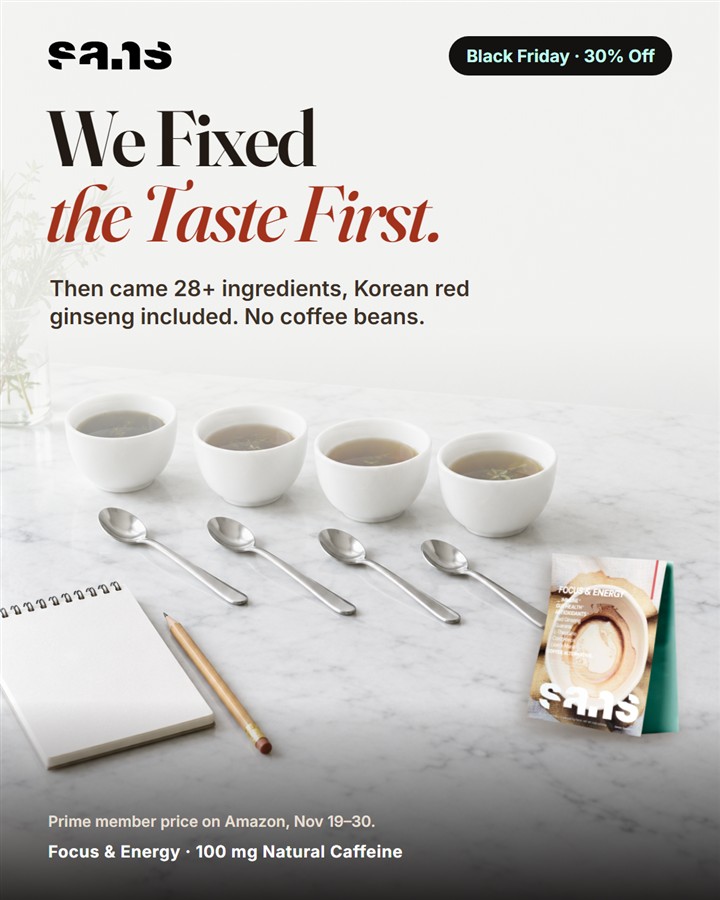 sans
Black Friday · 30% Off
We Fixed
the Taste First.
Then came 28+ ingredients, Korean red
ginseng included. No coffee beans.
FOCUS & ENERGY
sans
Prime member price on Amazon, Nov 19–30.
Focus & Energy · 100 mg Natural Caffeine